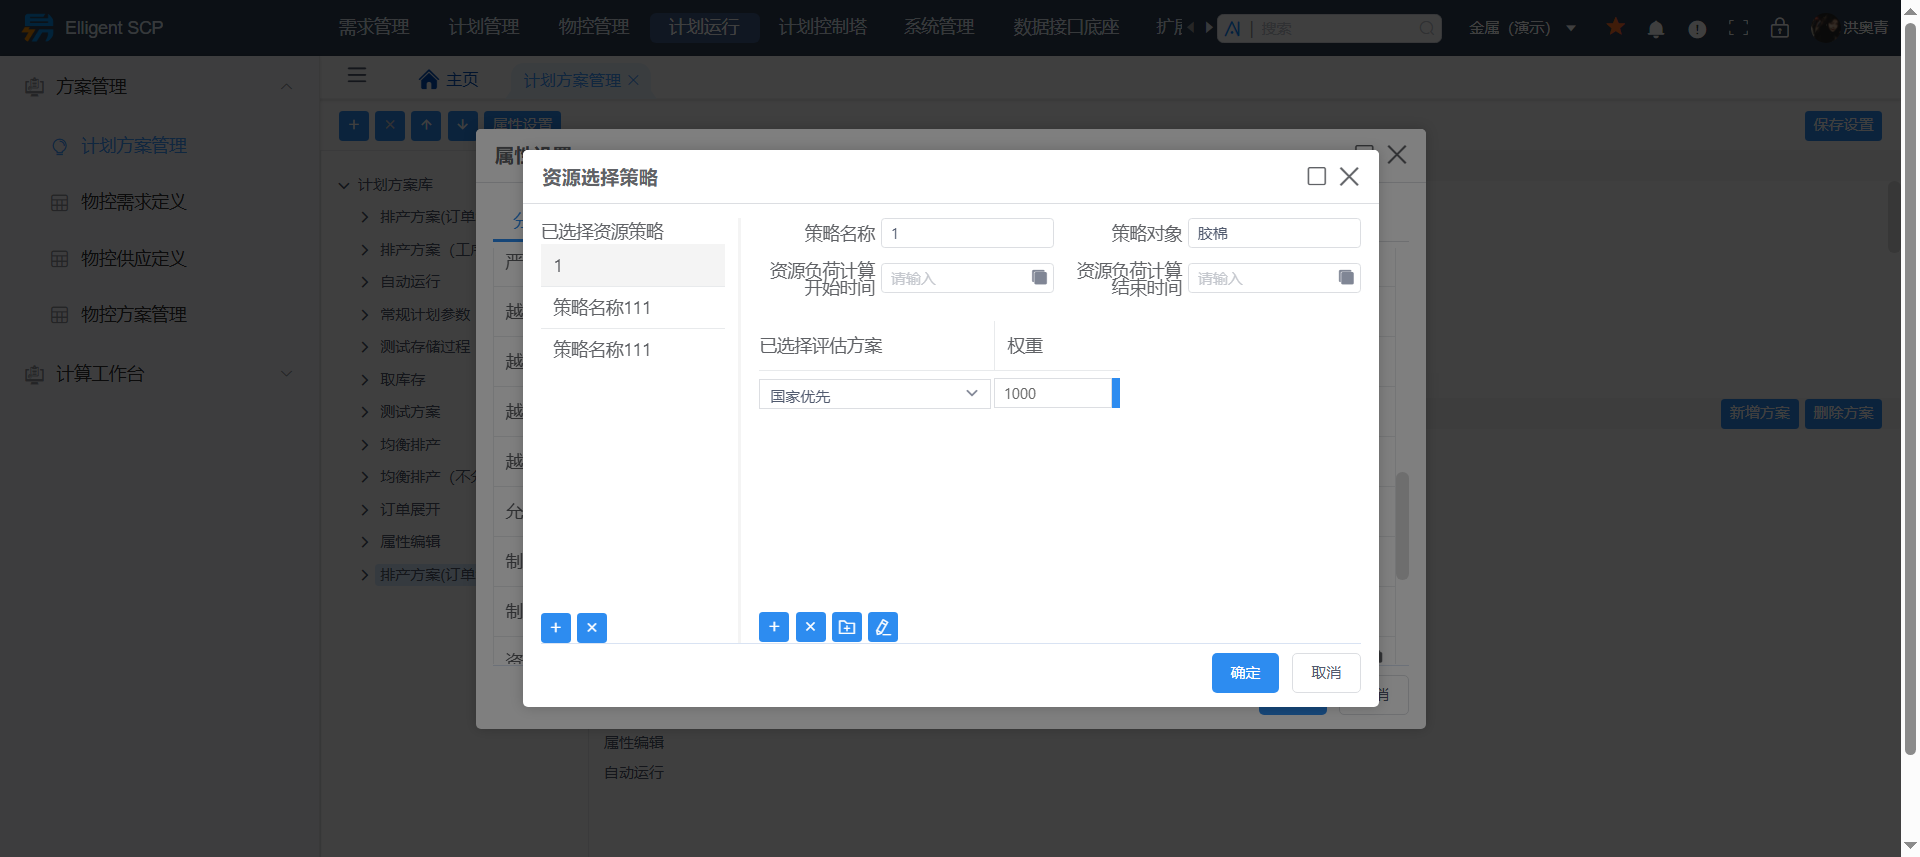 Elligent SCP
需求管理
计划管理
物控管理
计划运行
计划控制塔
系统管理
数据接口底座
AI | 搜索
金属（演示）
洪奥青
方案管理
计划方案管理
物控需求定义
物控供应定义
物控方案管理
计算工作台
主页
计划方案管理
属性设置
保存设置
计划方案库
排产方案(订单
排产方案（工
自动运行
常规计划参数
测试存储过程
取库存
测试方案
均衡排产
均衡排产（不
订单展开
属性编辑
排产方案(订单
新增方案
删除方案
严
越
越
越
越
允
制
制
资源选择策略
已选择资源策略
1
策略名称111
策略名称111
策略名称 1
策略对象 胶棉
资源负荷计算开始时间 请输入
资源负荷计算结束时间 请输入
已选择评估方案
权重
国家优先
1000
确定
取消
属性编辑
自动运行